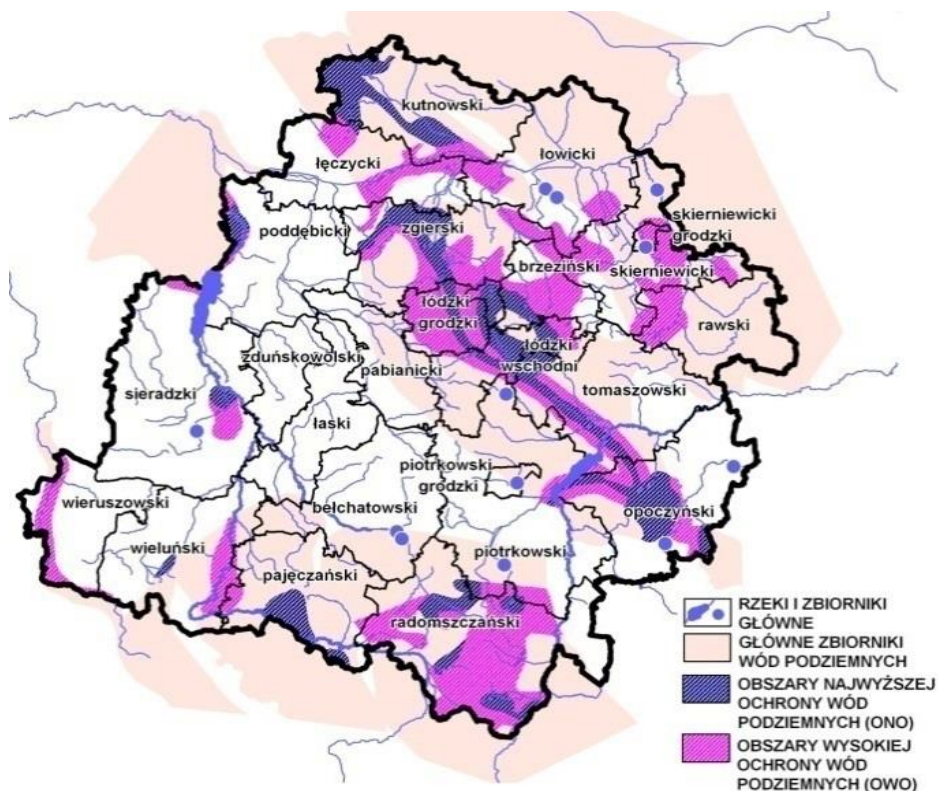 kutnowski
łęczycki
łowicki
skierniewicki
grodzki
poddębicki
zgierski
brzeziński
skierniewicki
łódzki
grodzki
rawski
łódzki
wschodni
zduńskowolski
pabianicki
tomaszowski
sieradzki
łaski
piotrkowski
grodzki
wieruszowski
bełchatowski
opoczyński
wieluński
piotrkowski
pajęczański
radomszczański
RZEKI I ZBIORNIKI
GŁÓWNE
GŁÓWNE ZBIORNIKI
WÓD PODZIEMNYCH
OBSZARY NAJWYŻSZEJ
OCHRONY WÓD
PODZIEMNYCH (ONO)
OBSZARY WYSOKIEJ
OCHRONY WÓD
PODZIEMNYCH (OWO)